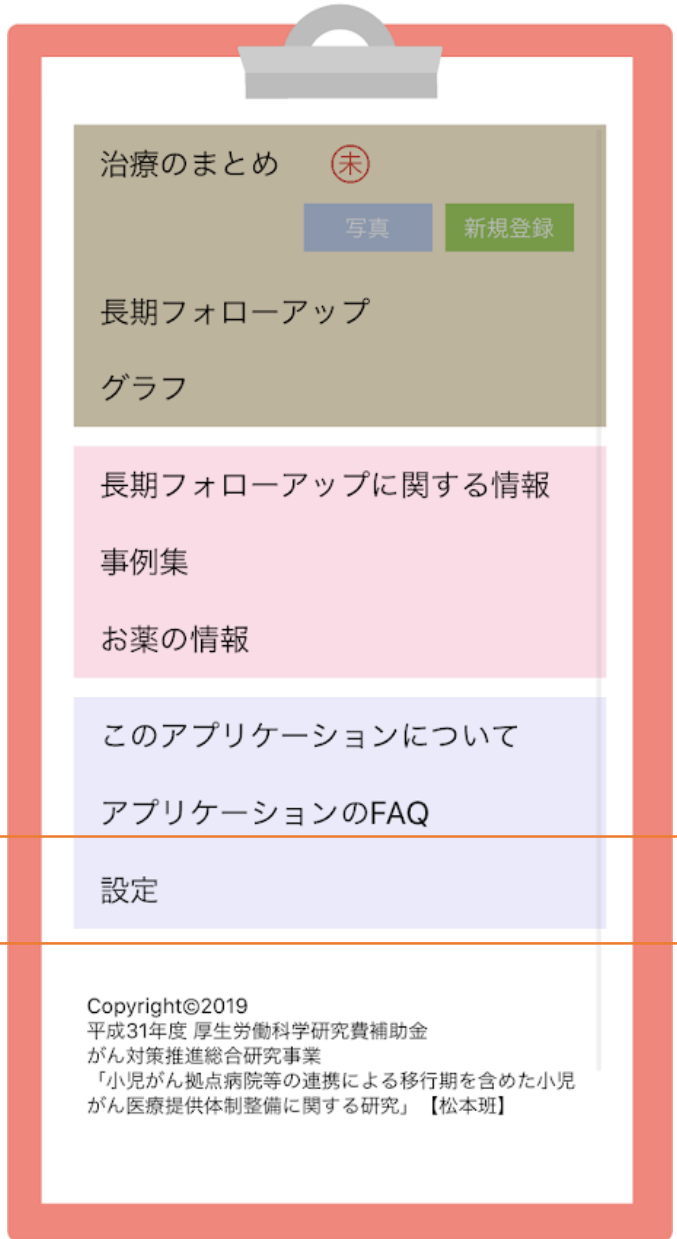 治療のまとめ ㊍
写真 新規登録
長期フォローアップ
グラフ
長期フォローアップに関する情報
事例集
お薬の情報
このアプリケーションについて
アプリケーションのFAQ
設定
Copyright©2019
平成31年度 厚生労働科学研究費補助金
がん対策推進総合研究事業
「小児がん拠点病院等の連携による移行期を含めた小児
がん医療提供体制整備に関する研究」【松本班】